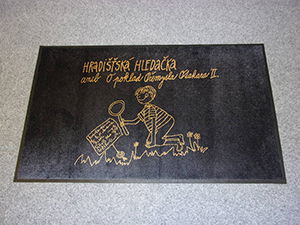 HRADIŠŤSKÁ HLEDAČKA
aneb O poklad Přemysla Otakara II.